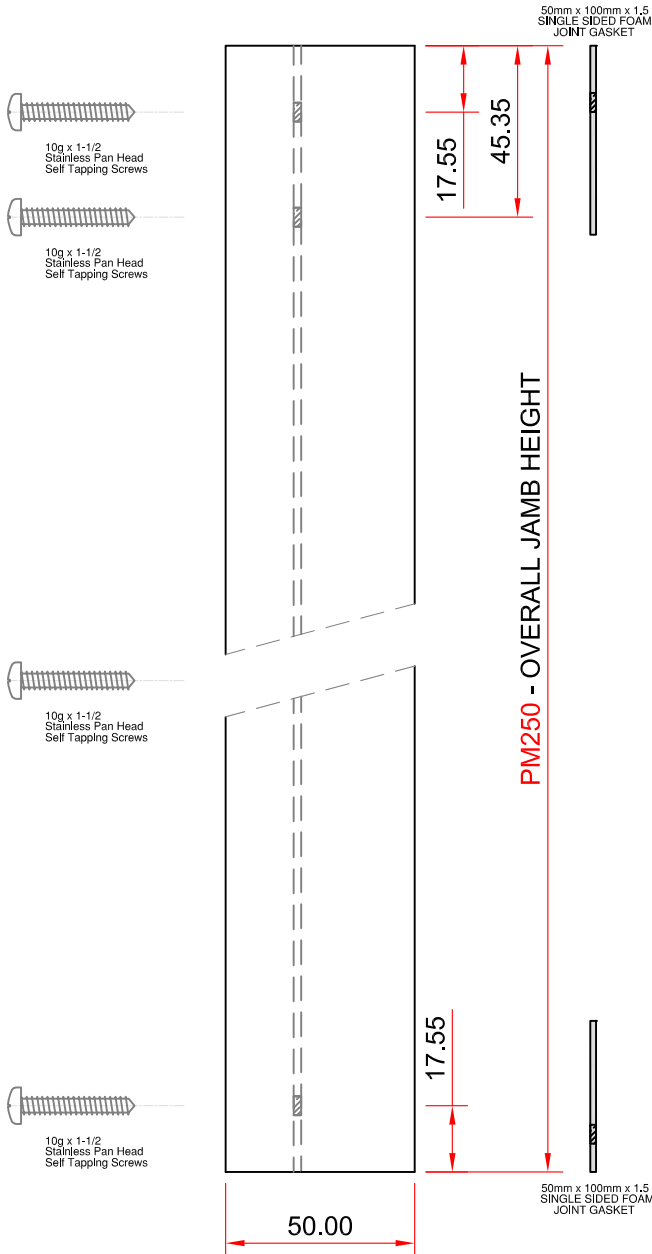 50mm x 100mm x 1.5
SINGLE SIDED FOAM
JOINT GASKET
10g x 1-1/2
Stainless Pan Head
Self Tapping Screws
17.55
45.35
10g x 1-1/2
Stainless Pan Head
Self Tapping Screws
PM250 - OVERALL JAMB HEIGHT
10g x 1-1/2
Stainless Pan Head
Self Tapping Screws
17.55
10g x 1-1/2
Stainless Pan Head
Self Tapping Screws
50mm x 100mm x 1.5
SINGLE SIDED FOAM
JOINT GASKET
50.00